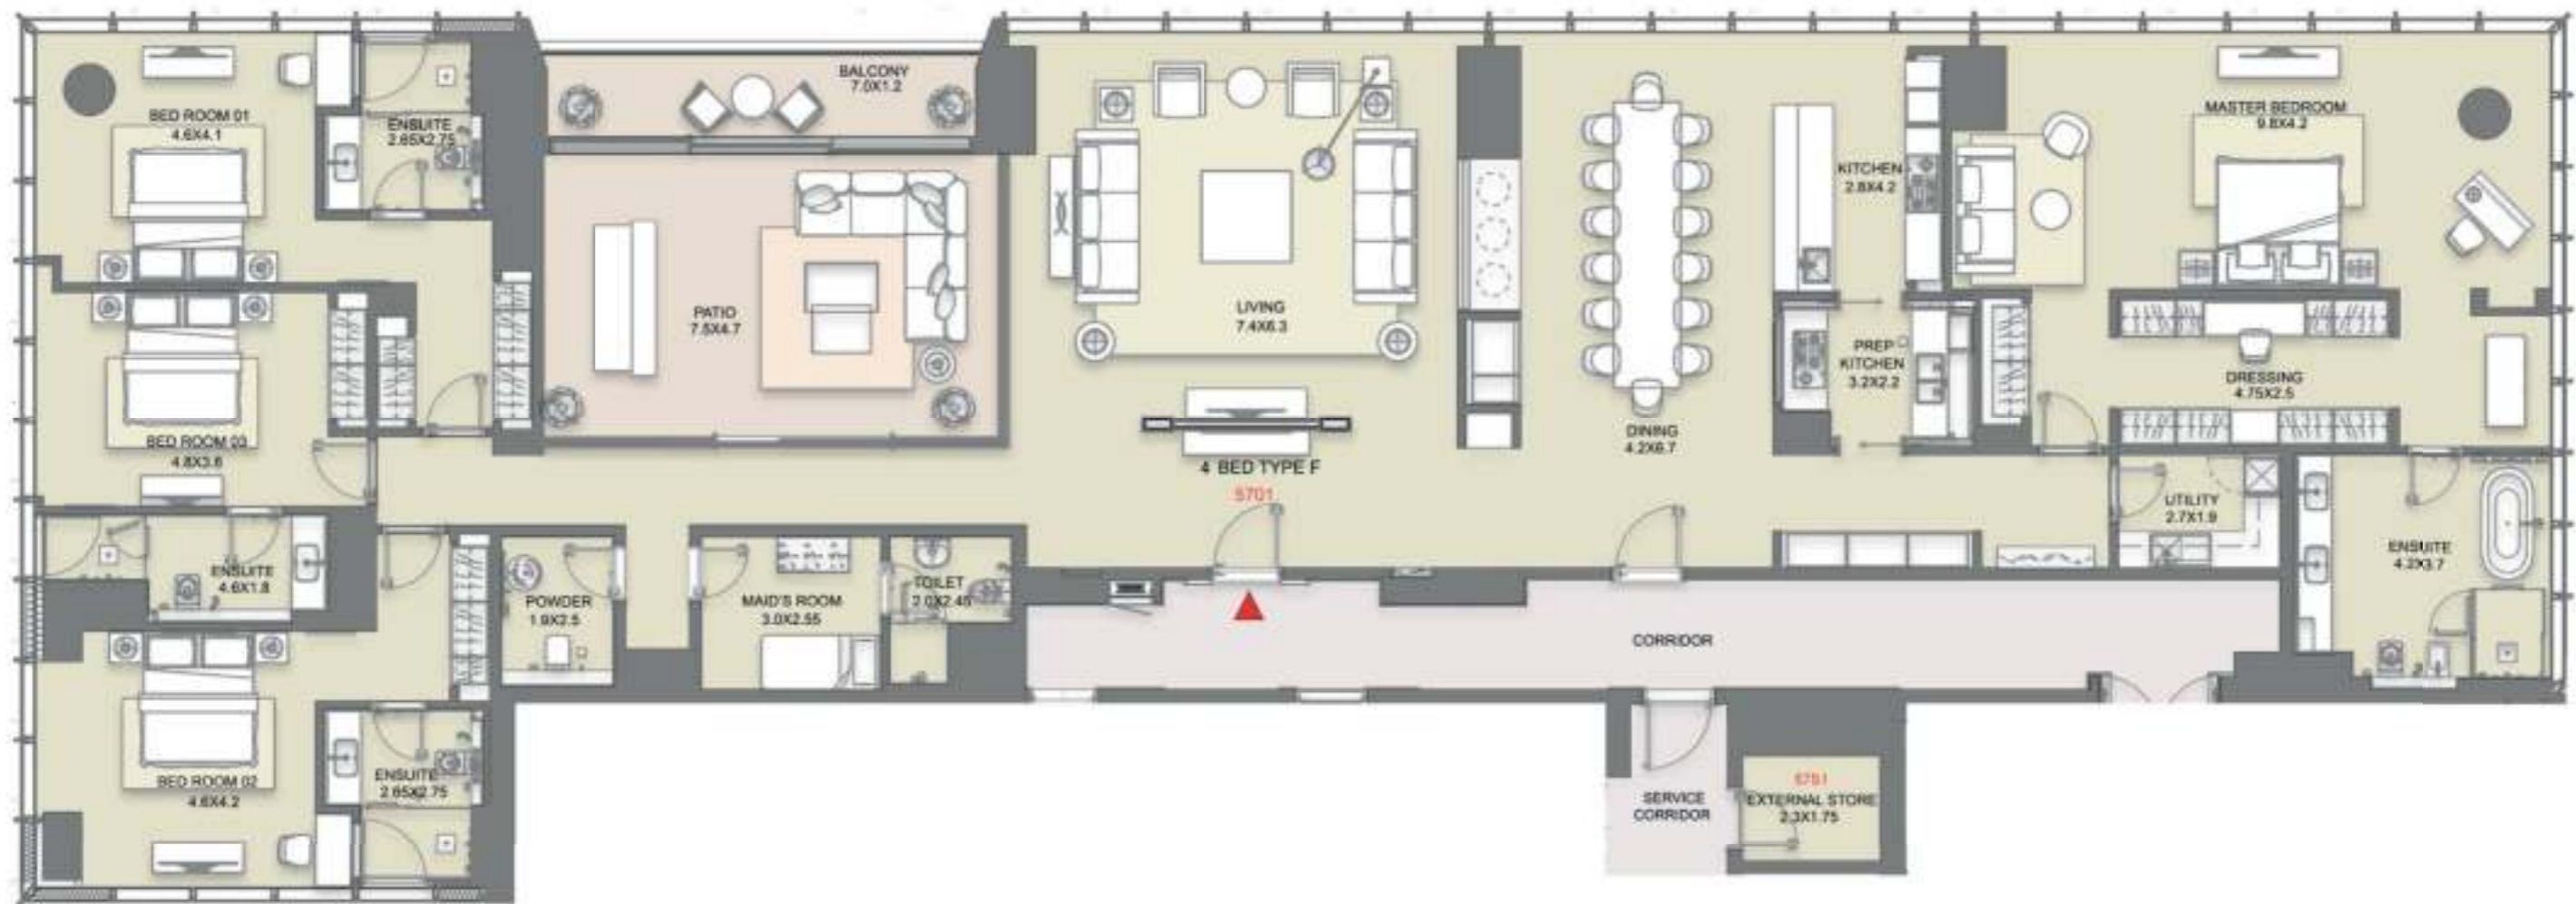 BED ROOM 01
4.6X4.1
ENSUITE
2.65X2.75
BALCONY
7.0X1.2
PATIO
7.5X4.7
LIVING
7.4X6.3
KITCHEN
2.8X4.2
PREP
KITCHEN
3.2X2.2
DINING
4.2X6.7
MASTER BEDROOM
9.8X4.2
DRESSING
4.75X2.5
BED ROOM 03
4.8X3.6
4 BED TYPE F
5701
UTILITY
2.7X1.9
ENSUITE
4.2X3.7
ENSUITE
4.6X1.8
POWDER
1.9X2.5
MAID'S ROOM
3.0X2.55
TOILET
2.0X2.45
CORRIDOR
BED ROOM 02
4.6X4.2
ENSUITE
2.65X2.75
SERVICE
CORRIDOR
EXTERNAL STORE
2.3X1.75